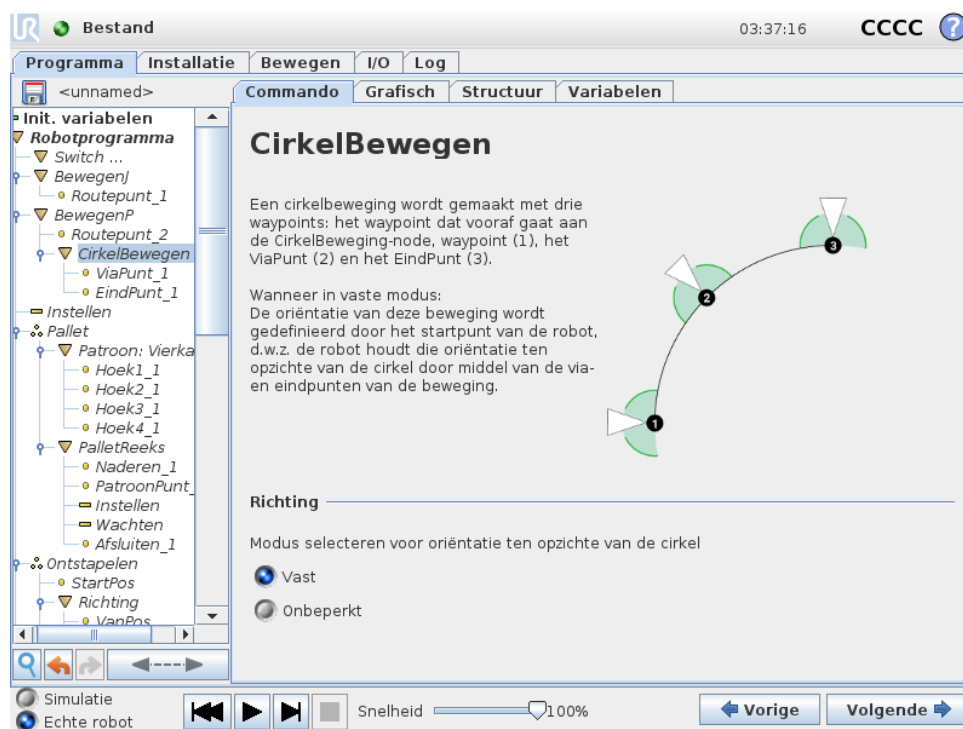 UR Bestand 03:37:16 CCCC ?
Programma Installatie Bewegen I/O Log
<unnamed> Commando Grafisch Structuur Variabelen
Init. variabelen
Robotprogramma
Switch ...
BewegenJ
Routepunt_1
BewegenP
Routepunt_2
CirkelBewegen
ViaPunt_1
EindPunt_1
Instellen
Pallet
Patroon: Vierka
Hoek1_1
Hoek2_1
Hoek3_1
Hoek4_1
PalletReeks
Naderen_1
PatroonPunt_
Instellen
Wachten
Afsluiten_1
Ontstapelen
StartPos
Richting
VanPos
CirkelBewegen
Een cirkelbeweging wordt gemaakt met drie
waypoints: het waypoint dat vooraf gaat aan
de CirkelBeweging-node, waypoint (1), het
ViaPunt (2) en het EindPunt (3).
Wanneer in vaste modus:
De oriëntatie van deze beweging wordt
gedefinieerd door het startpunt van de robot,
d.w.z. de robot houdt die oriëntatie ten
opzichte van de cirkel door middel van de via-
en eindpunten van de beweging.
3
2
1
Richting
Modus selecteren voor oriëntatie ten opzichte van de cirkel
Vast
Onbeperkt
Simulatie
Echte robot
Snelheid 100%
Vorige Volgende